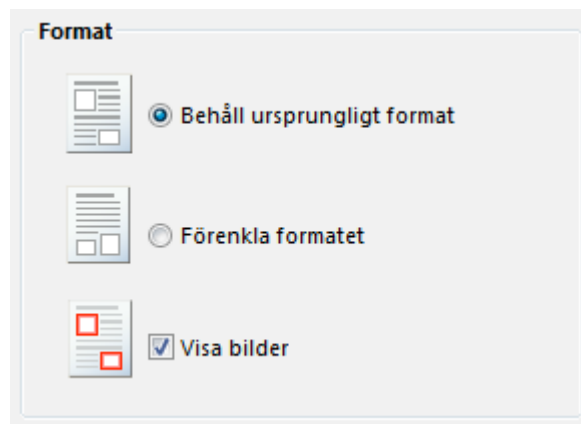 Format
Behåll ursprungligt format
Förenkla formatet
Visa bilder